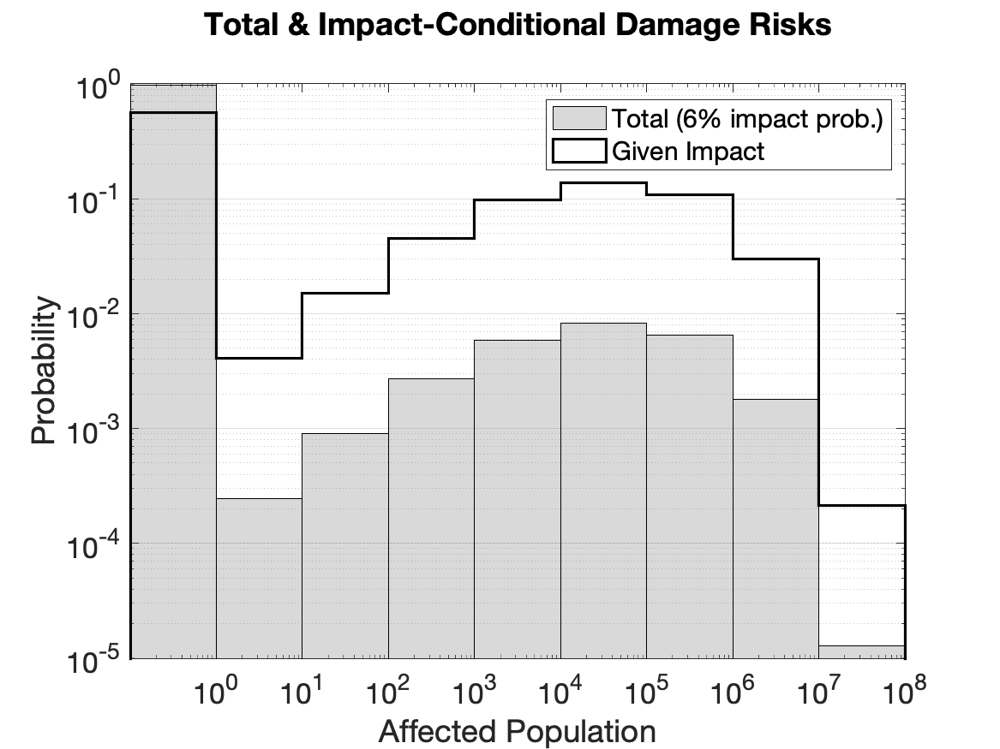 Total & Impact-Conditional Damage Risks
10^0
10^-1
10^-2
10^-3
10^-4
10^-5
Probability
Total (6% impact prob.)
Given Impact
10^0 10^1 10^2 10^3 10^4 10^5 10^6 10^7 10^8
Affected Population